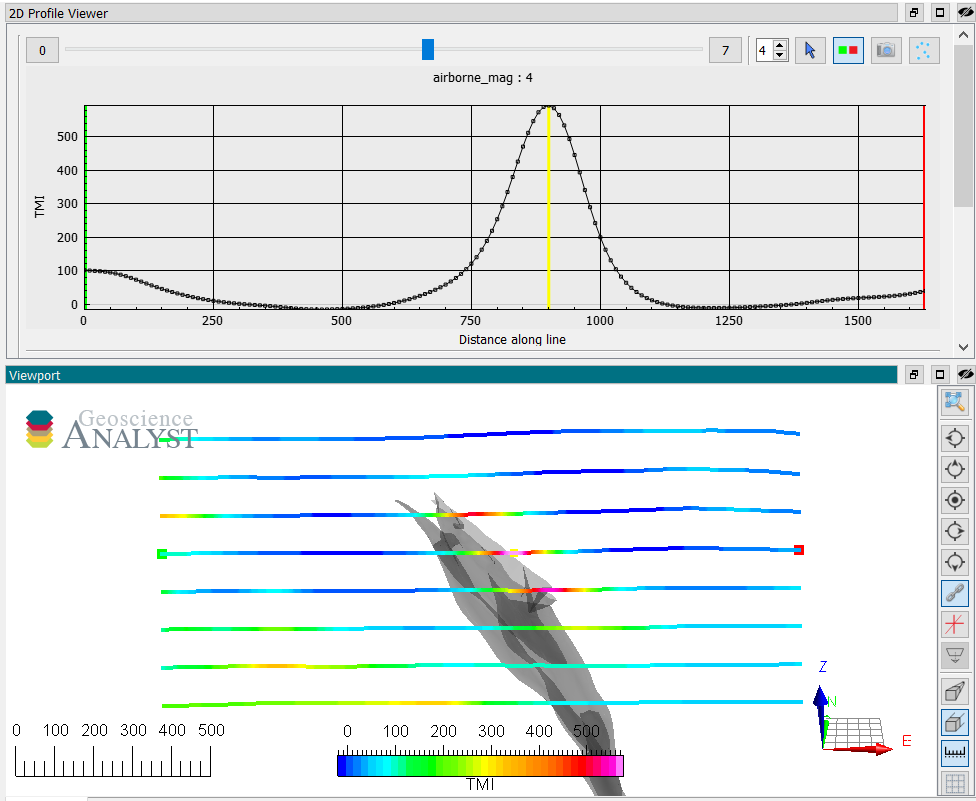 2D Profile Viewer
0 7 4
airborne_mag : 4
500
400
300
200
100
0
TMI
0 250 500 750 1000 1250 1500
Distance along line
Viewport
Geoscience
ANALYST
Z
N
E
0 100 200 300 400 500
0 100 200 300 400 500
TMI